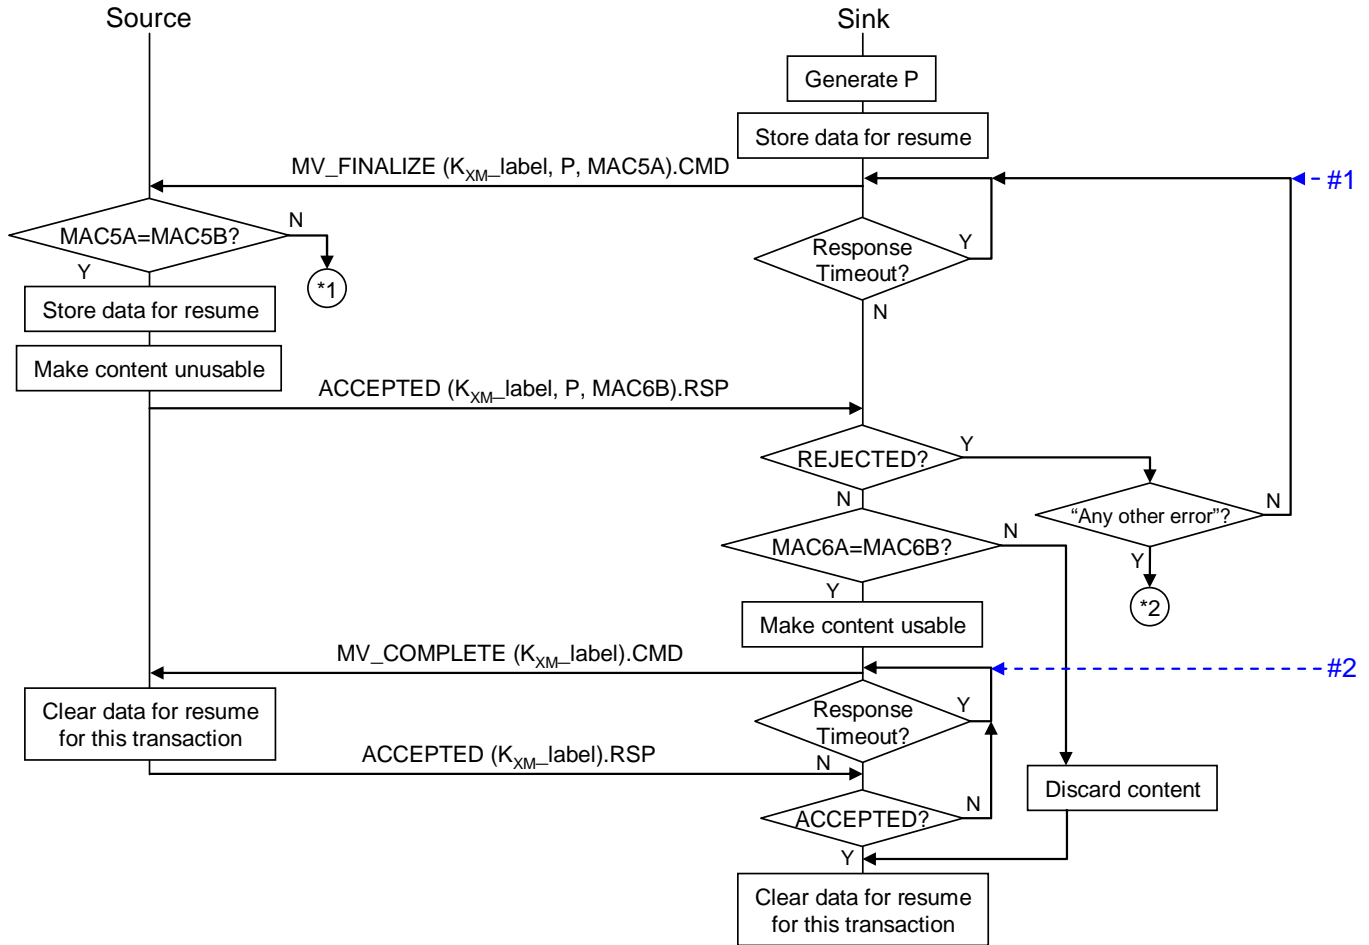 Source
Sink
Generate P
Store data for resume
MV_FINALIZE (KXM_label, P, MAC5A).CMD
#1
MAC5A=MAC5B?
N
Y
*1
Response
Timeout?
Y
N
Store data for resume
Make content unusable
ACCEPTED (KXM_label, P, MAC6B).RSP
REJECTED?
Y
N
“Any other error”?
N
Y
*2
MAC6A=MAC6B?
N
Y
Make content usable
MV_COMPLETE (KXM_label).CMD
#2
Clear data for resume
for this transaction
Response
Timeout?
Y
N
ACCEPTED (KXM_label).RSP
Discard content
ACCEPTED?
N
Y
Clear data for resume
for this transaction